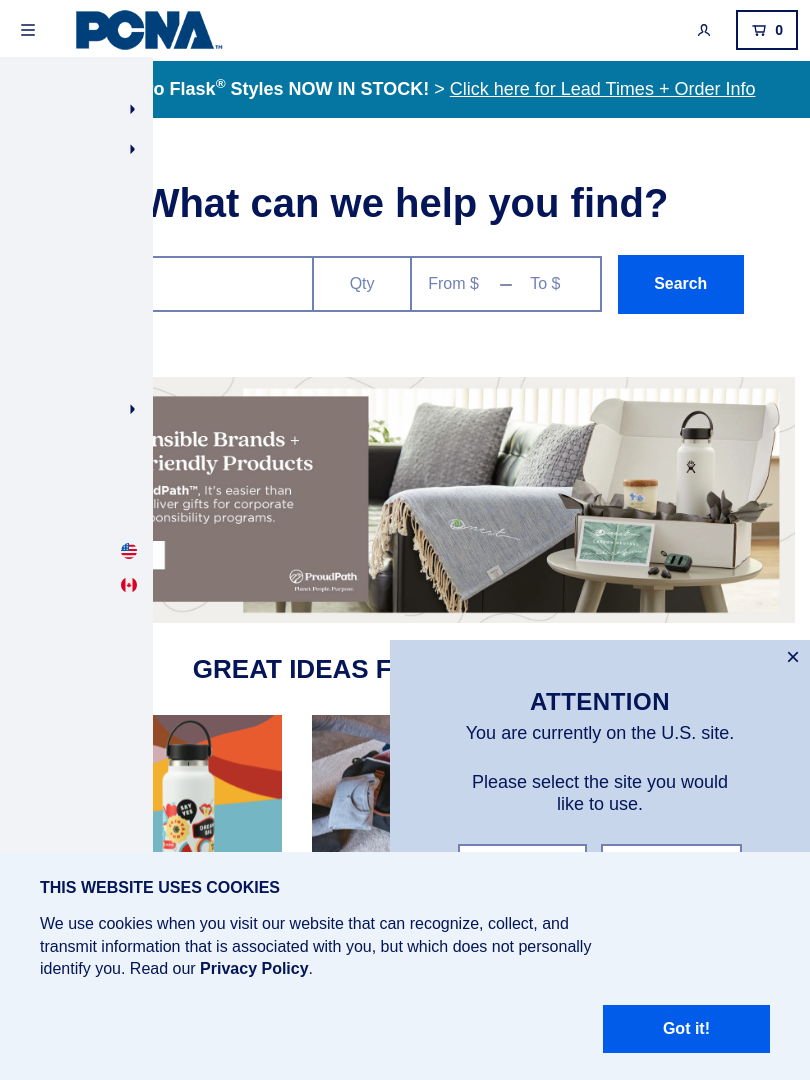 PCNA™
0
o Flask® Styles NOW IN STOCK! > Click here for Lead Times + Order Info
What can we help you find?
Qty
From $ – To $
Search
nsible Brands +
riendly Products
dPath™, It's easier than
liver gifts for corporate
ponsibility programs.
ProudPath
Planet. People. Purpose.
GREAT IDEAS F
SAY YES
DREAM BIG
×
ATTENTION
You are currently on the U.S. site.
Please select the site you would
like to use.
THIS WEBSITE USES COOKIES
We use cookies when you visit our website that can recognize, collect, and
transmit information that is associated with you, but which does not personally
identify you. Read our Privacy Policy.
Got it!